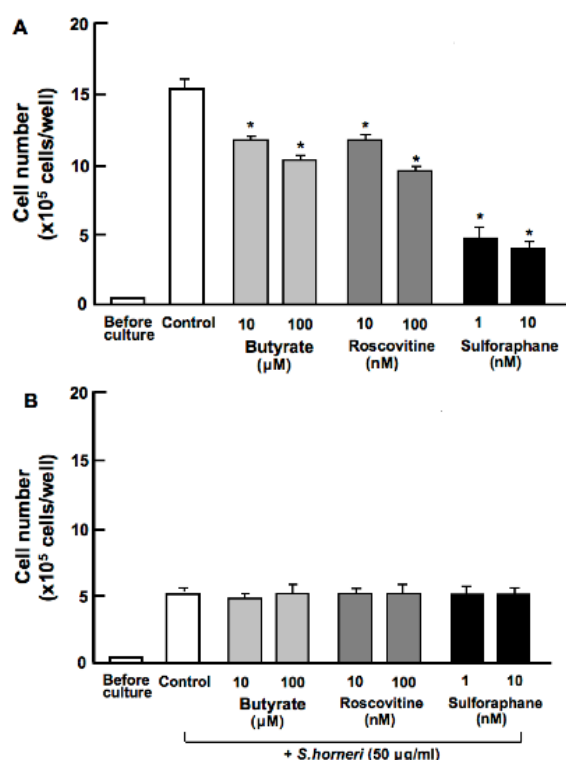 A
Cell number
(x10⁵ cells/well)
20
15
10
5
0
* * * * * *
Before
culture
Control
10 100 10 100 1 10
Butyrate
(µM)
Roscovitine
(nM)
Sulforaphane
(nM)
B
Cell number
(x10⁵ cells/well)
20
15
10
5
0
Before
culture
Control
10 100 10 100 1 10
Butyrate
(µM)
Roscovitine
(nM)
Sulforaphane
(nM)
+ S.horneri (50 µg/ml)